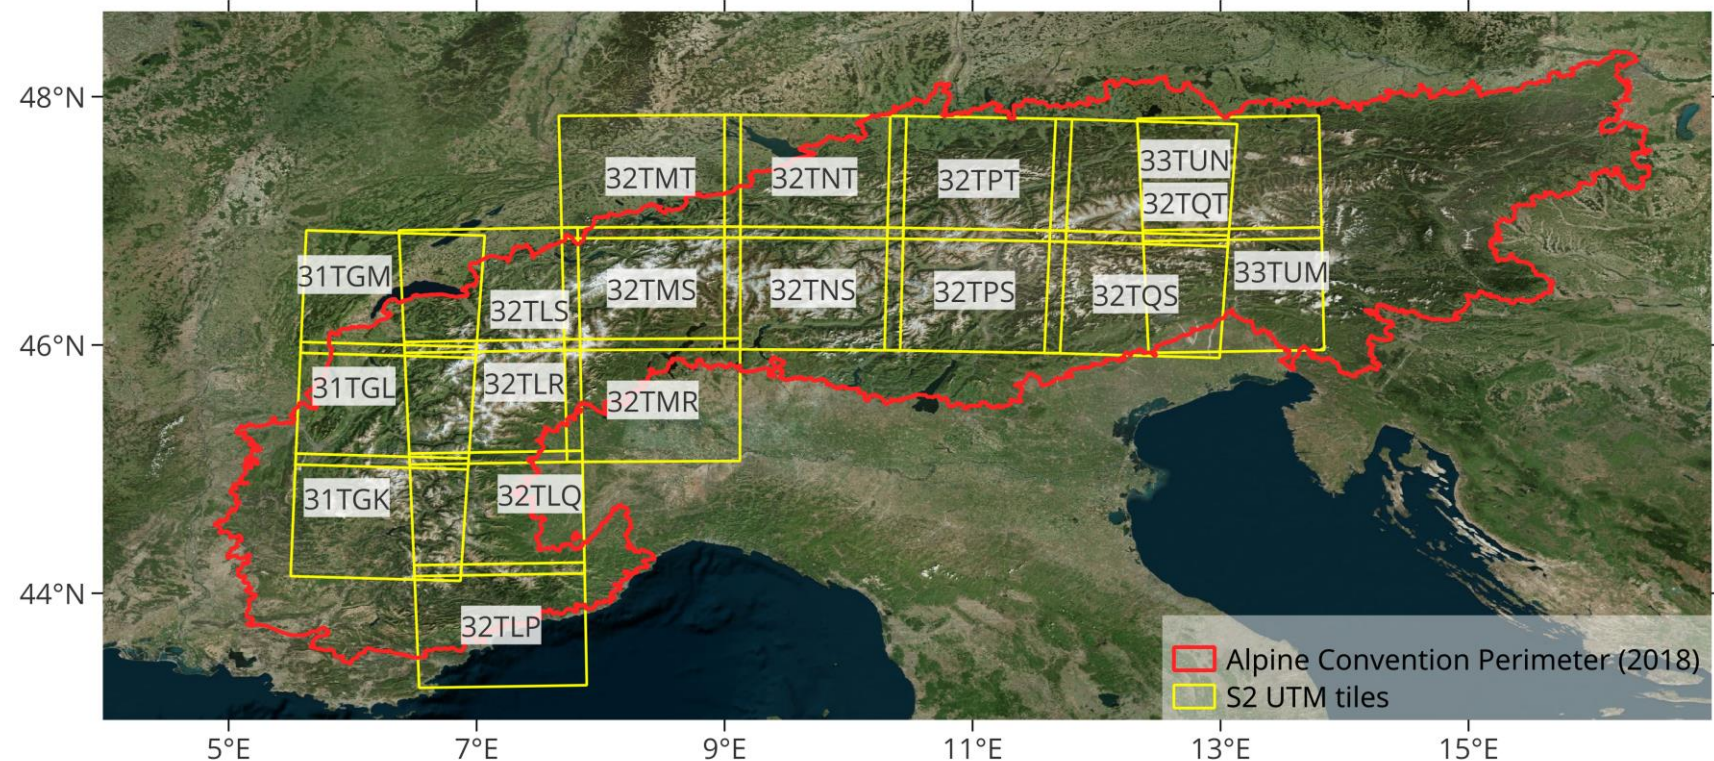 48°N
46°N
44°N
33TUN
32TMT
32TNT
32TPT
32TQT
31TGM
32TLS
32TMS
32TNS
32TPS
32TQS
33TUM
31TGL
32TLR
32TMR
31TGK
32TLQ
32TLP
Alpine Convention Perimeter (2018)
S2 UTM tiles
5°E
7°E
9°E
11°E
13°E
15°E